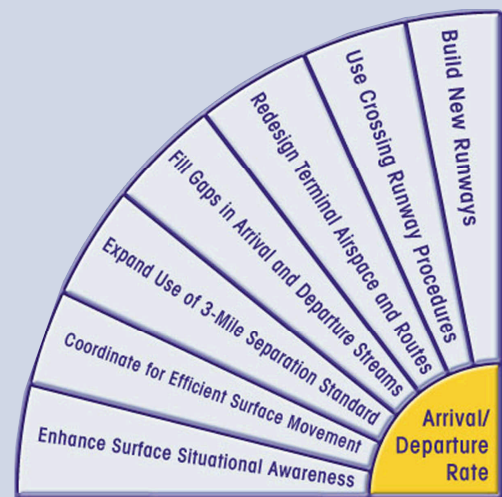 Build New Runways
Use Crossing Runway Procedures
Redesign Terminal Airspace and Routes
Fill Gaps in Arrival and Departure Streams
Expand Use of 3-Mile Separation Standard
Coordinate for Efficient Surface Movement
Enhance Surface Situational Awareness
Arrival/
Departure
Rate